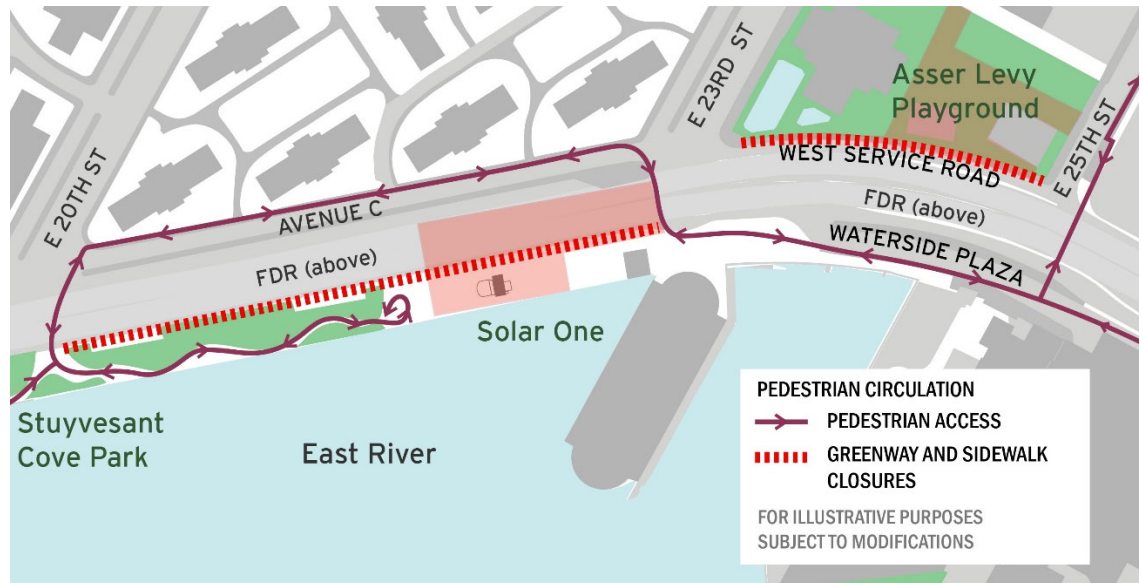 E 20TH ST
AVENUE C
FDR (above)
E 23RD ST
Asser Levy
Playground
WEST SERVICE ROAD
E 25TH ST
FDR (above)
WATERSIDE PLAZA
Solar One
Stuyvesant
Cove Park
East River
PEDESTRIAN CIRCULATION
PEDESTRIAN ACCESS
GREENWAY AND SIDEWALK
CLOSURES
FOR ILLUSTRATIVE PURPOSES
SUBJECT TO MODIFICATIONS